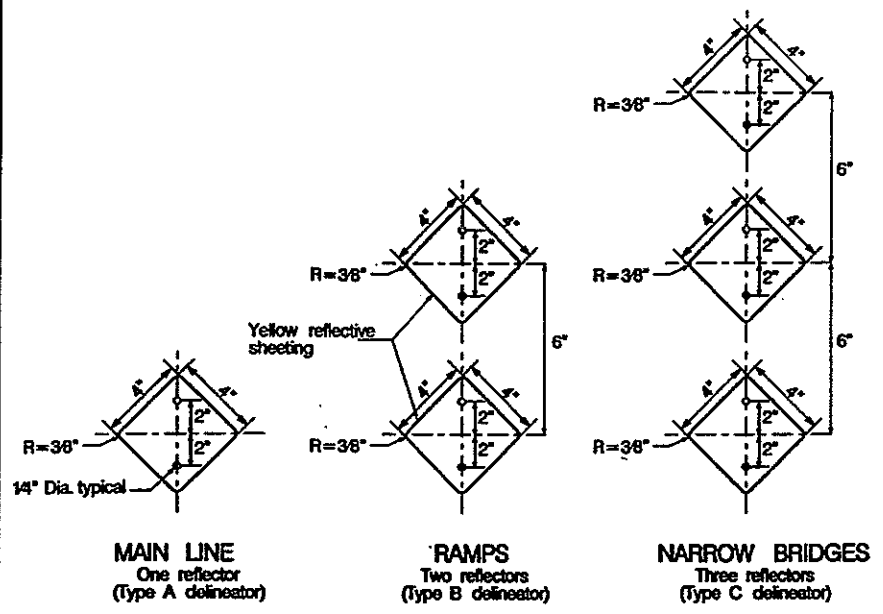 4"
4"
R=3/8"
2"
2"
6"
4"
4"
R=3/8"
2"
2"
Yellow reflective
sheeting
6"
4"
4"
R=3/8"
2"
2"
6"
4"
4"
R=3/8"
2"
2"
1/4" Dia. typical
4"
4"
R=3/8"
2"
2"
4"
4"
R=3/8"
2"
2"
MAIN LINE
One reflector
(Type A delineator)
RAMPS
Two reflectors
(Type B delineator)
NARROW BRIDGES
Three reflectors
(Type C delineator)